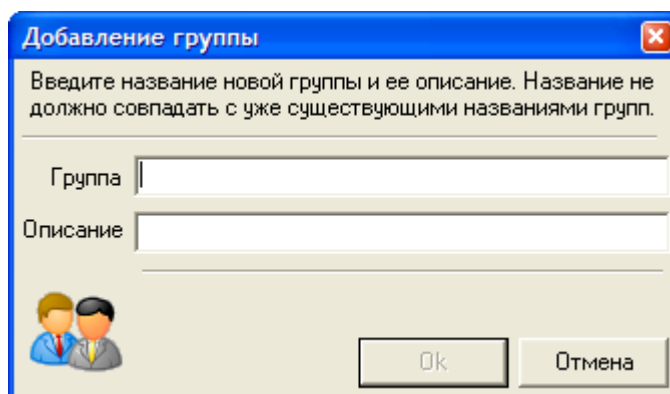 Добавление группы
Введите название новой группы и ее описание. Название не
должно совпадать с уже существующими названиями групп.
Группа
Описание
Ok
Отмена